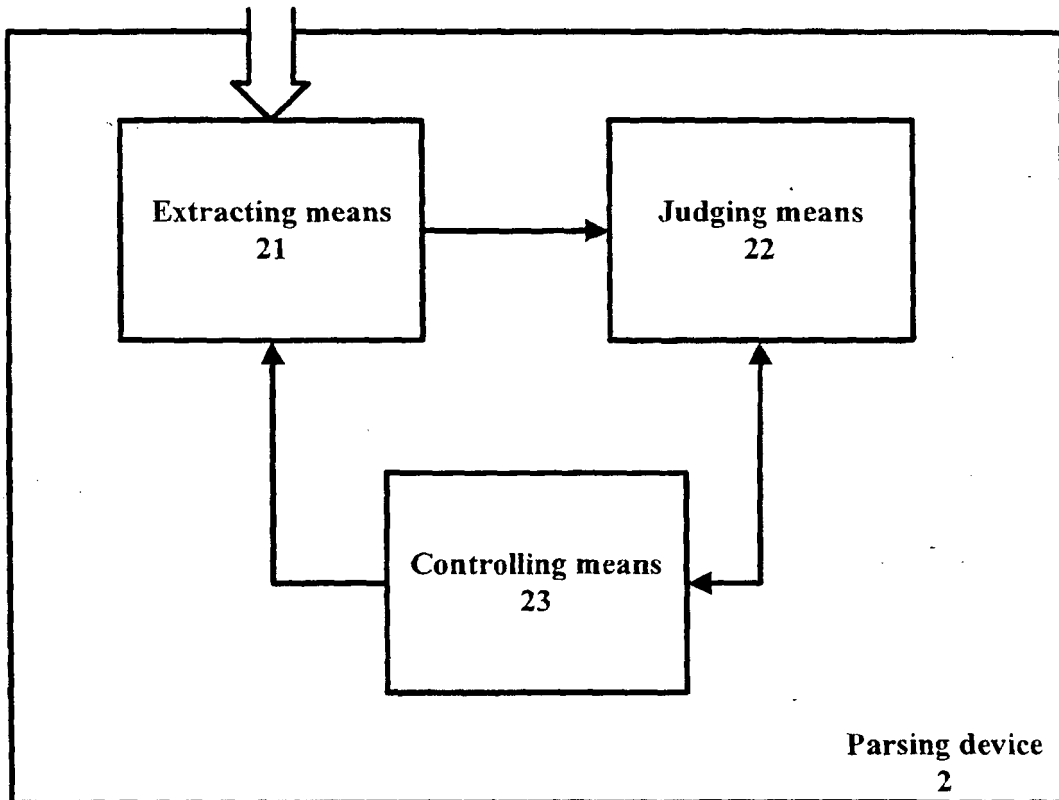 Extracting means
21
Judging means
22
Controlling means
23
Parsing device
2